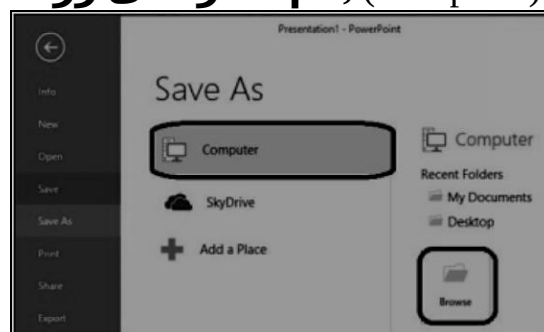 Presentation1 - PowerPoint
Save As
Info
New
Open
Save
Save As
Print
Share
Export
Computer
SkyDrive
Add a Place
Computer
Recent Folders
My Documents
Desktop
Browse